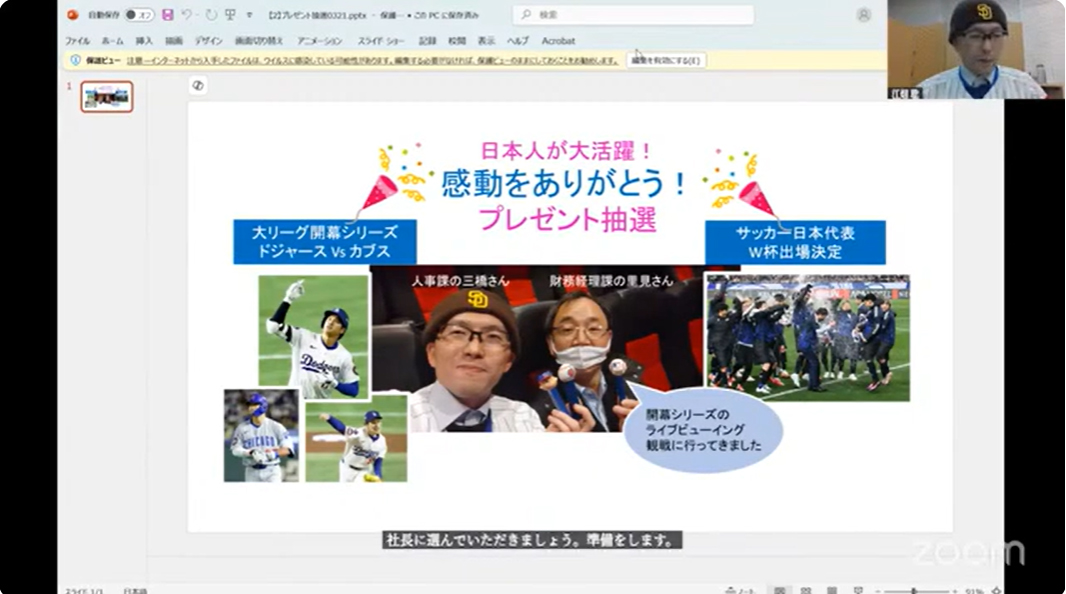 自動保存 オフ
【2】プレゼント抽選0321.pptx - 保護… • この PC に保存済み
検索
ファイル ホーム 挿入 描画 デザイン 画面切り替え アニメーション スライド ショー 記録 校閲 表示 ヘルプ Acrobat
保護ビュー 注意—インターネットから入手したファイルは、ウイルスに感染している可能性があります。編集する必要がなければ、保護ビューのままにしておくことをお勧めします。 編集を有効にする(E)
1
日本人が大活躍！
感動をありがとう！
プレゼント抽選
大リーグ開幕シリーズ
ドジャース Vs カブス
サッカー日本代表
W杯出場決定
人事課の三橋さん
財務経理課の里見さん
Dodgers
CHICAGO
開幕シリーズの
ライブビューイング
観戦に行ってきました
社長に選んでいただきましょう。準備をします。
zoom
スライド 1/1 日本語
ノート
91%